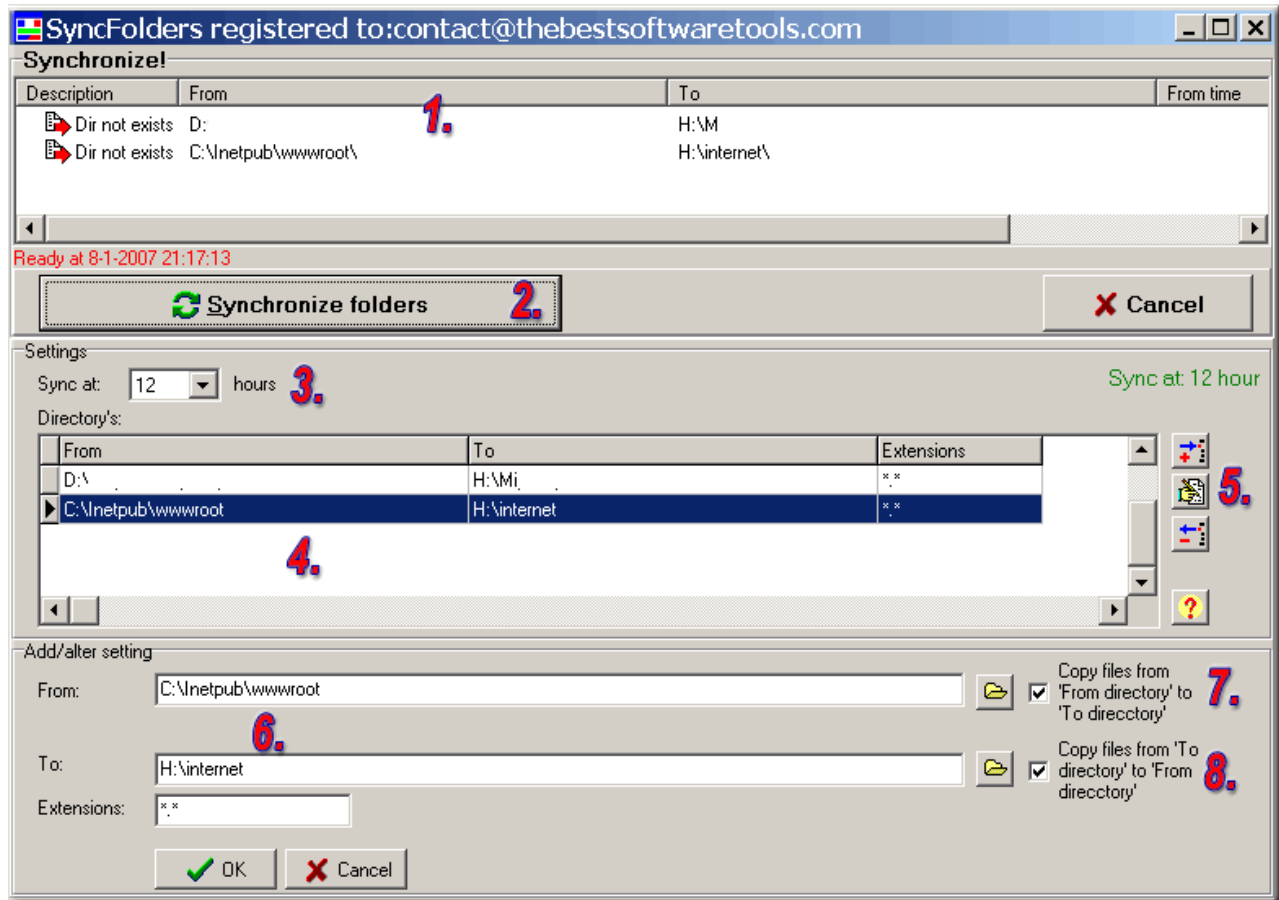 SyncFolders registered to:contact@thebestsoftwaretools.com
Synchronize!
Description From To From time
Dir not exists D: H:\M
Dir not exists C:\Inetpub\wwwroot\ H:\internet\
1.
Ready at 8-1-2007 21:17:13
Synchronize folders 2. Cancel
Settings
Sync at: 12 hours 3. Sync at: 12 hour
Directory's:
From To Extensions
D:\ H:\Mi *.*
C:\Inetpub\wwwroot H:\internet *.*
4.
5.
?
Add/alter setting
From: C:\Inetpub\wwwroot
Copy files from
'From directory' to
'To direcctory'
7.
6.
To: H:\internet
Copy files from 'To
directory' to 'From
direcctory'
8.
Extensions: *.*
OK Cancel